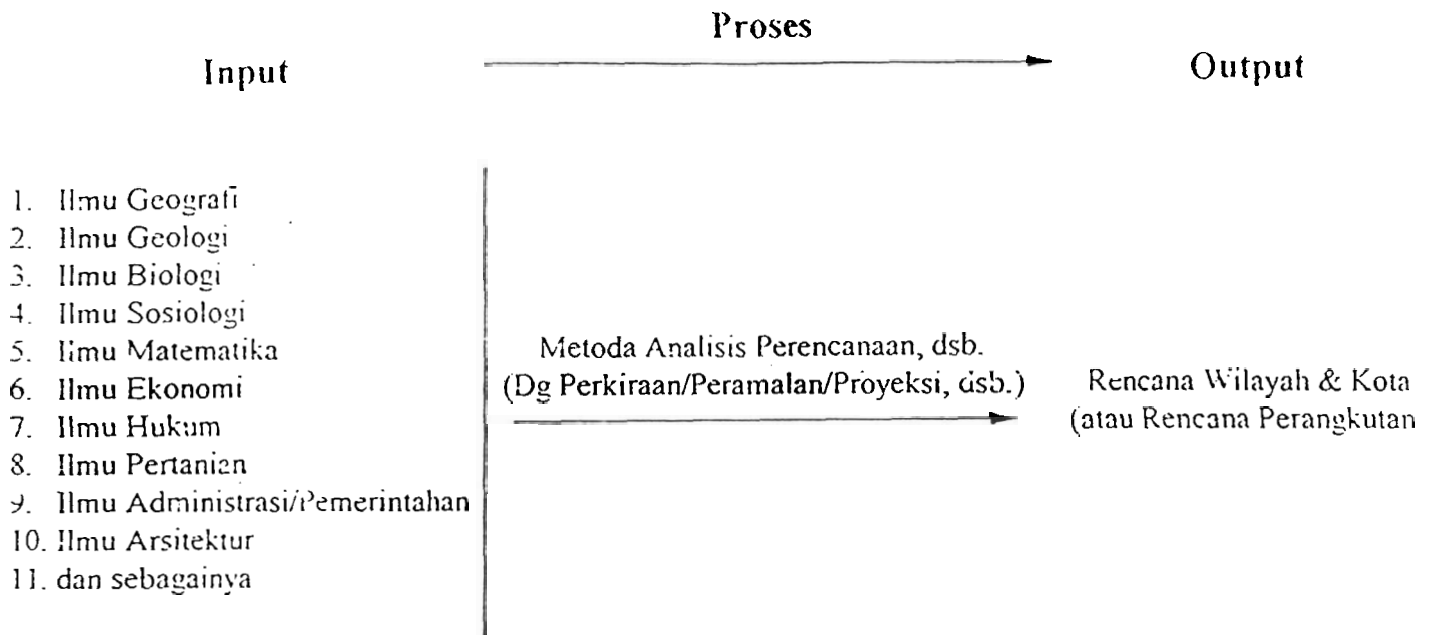 Proses
Input
Output
1. Ilmu Geografi
2. Ilmu Geologi
3. Ilmu Biologi
4. Ilmu Sosiologi
5. Ilmu Matematika
6. Ilmu Ekonomi
7. Ilmu Hukum
8. Ilmu Pertanian
9. Ilmu Administrasi/Pemerintahan
10. Ilmu Arsitektur
11. dan sebagainya
Metoda Analisis Perencanaan, dsb.
(Dg Perkiraan/Peramalan/Proyeksi, dsb.)
Rencana Wilayah & Kota
(atau Rencana Perangkutan